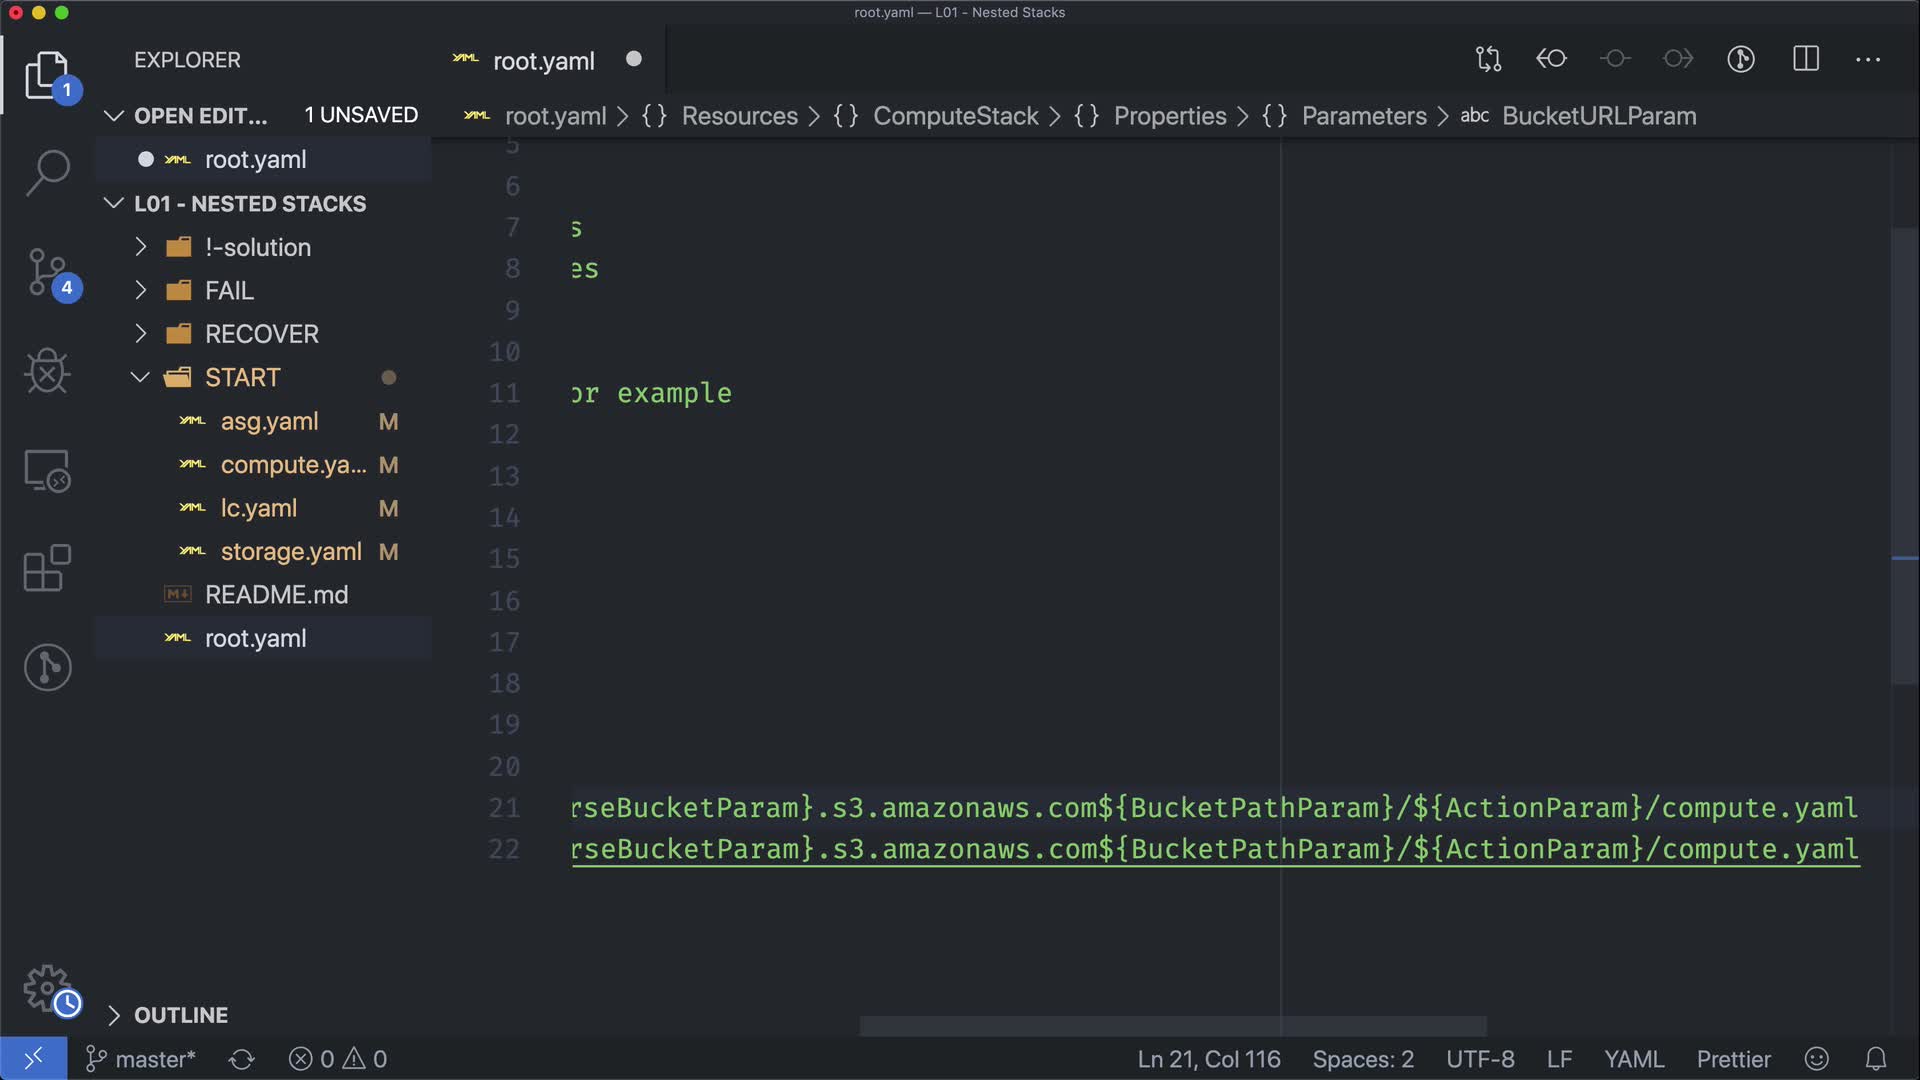 root.yaml — L01 - Nested Stacks
EXPLORER
root.yaml
1
OPEN EDIT... 1 UNSAVED
root.yaml > {} Resources > {} ComputeStack > {} Properties > {} Parameters > abc BucketURLParam
root.yaml
L01 - NESTED STACKS
!-solution
FAIL
RECOVER
START
asg.yaml M
compute.ya... M
lc.yaml M
storage.yaml M
README.md
root.yaml
4
5
6
7 s
8 es
9
10
11 or example
12
13
14
15
16
17
18
19
20
21 rseBucketParam}.s3.amazonaws.com${BucketPathParam}/${ActionParam}/compute.yaml
22 rseBucketParam}.s3.amazonaws.com${BucketPathParam}/${ActionParam}/compute.yaml
OUTLINE
master* 0 0
Ln 21, Col 116 Spaces: 2 UTF-8 LF YAML Prettier